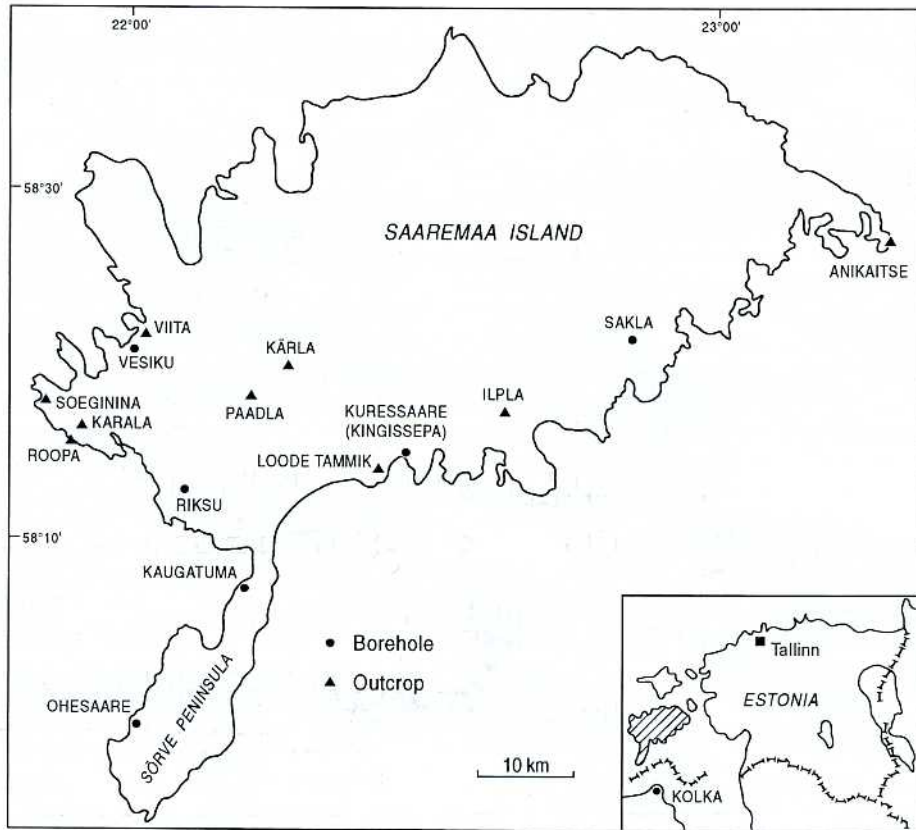 22°00'
23°00'
58°30'
SAAREMAA ISLAND
ANIKAITSE
VIITA
VESIKU
SAKLA
KÄRLA
SOEGININA
KARALA
PAADLA
ILPLA
KURESSAARE
(KINGISSEPA)
ROOPA
LOODE TAMMIK
RIKSU
58°10'
KAUGATUMA
Borehole
Outcrop
OHESAARE
SÕRVE PENINSULA
10 km
Tallinn
ESTONIA
KOLKA